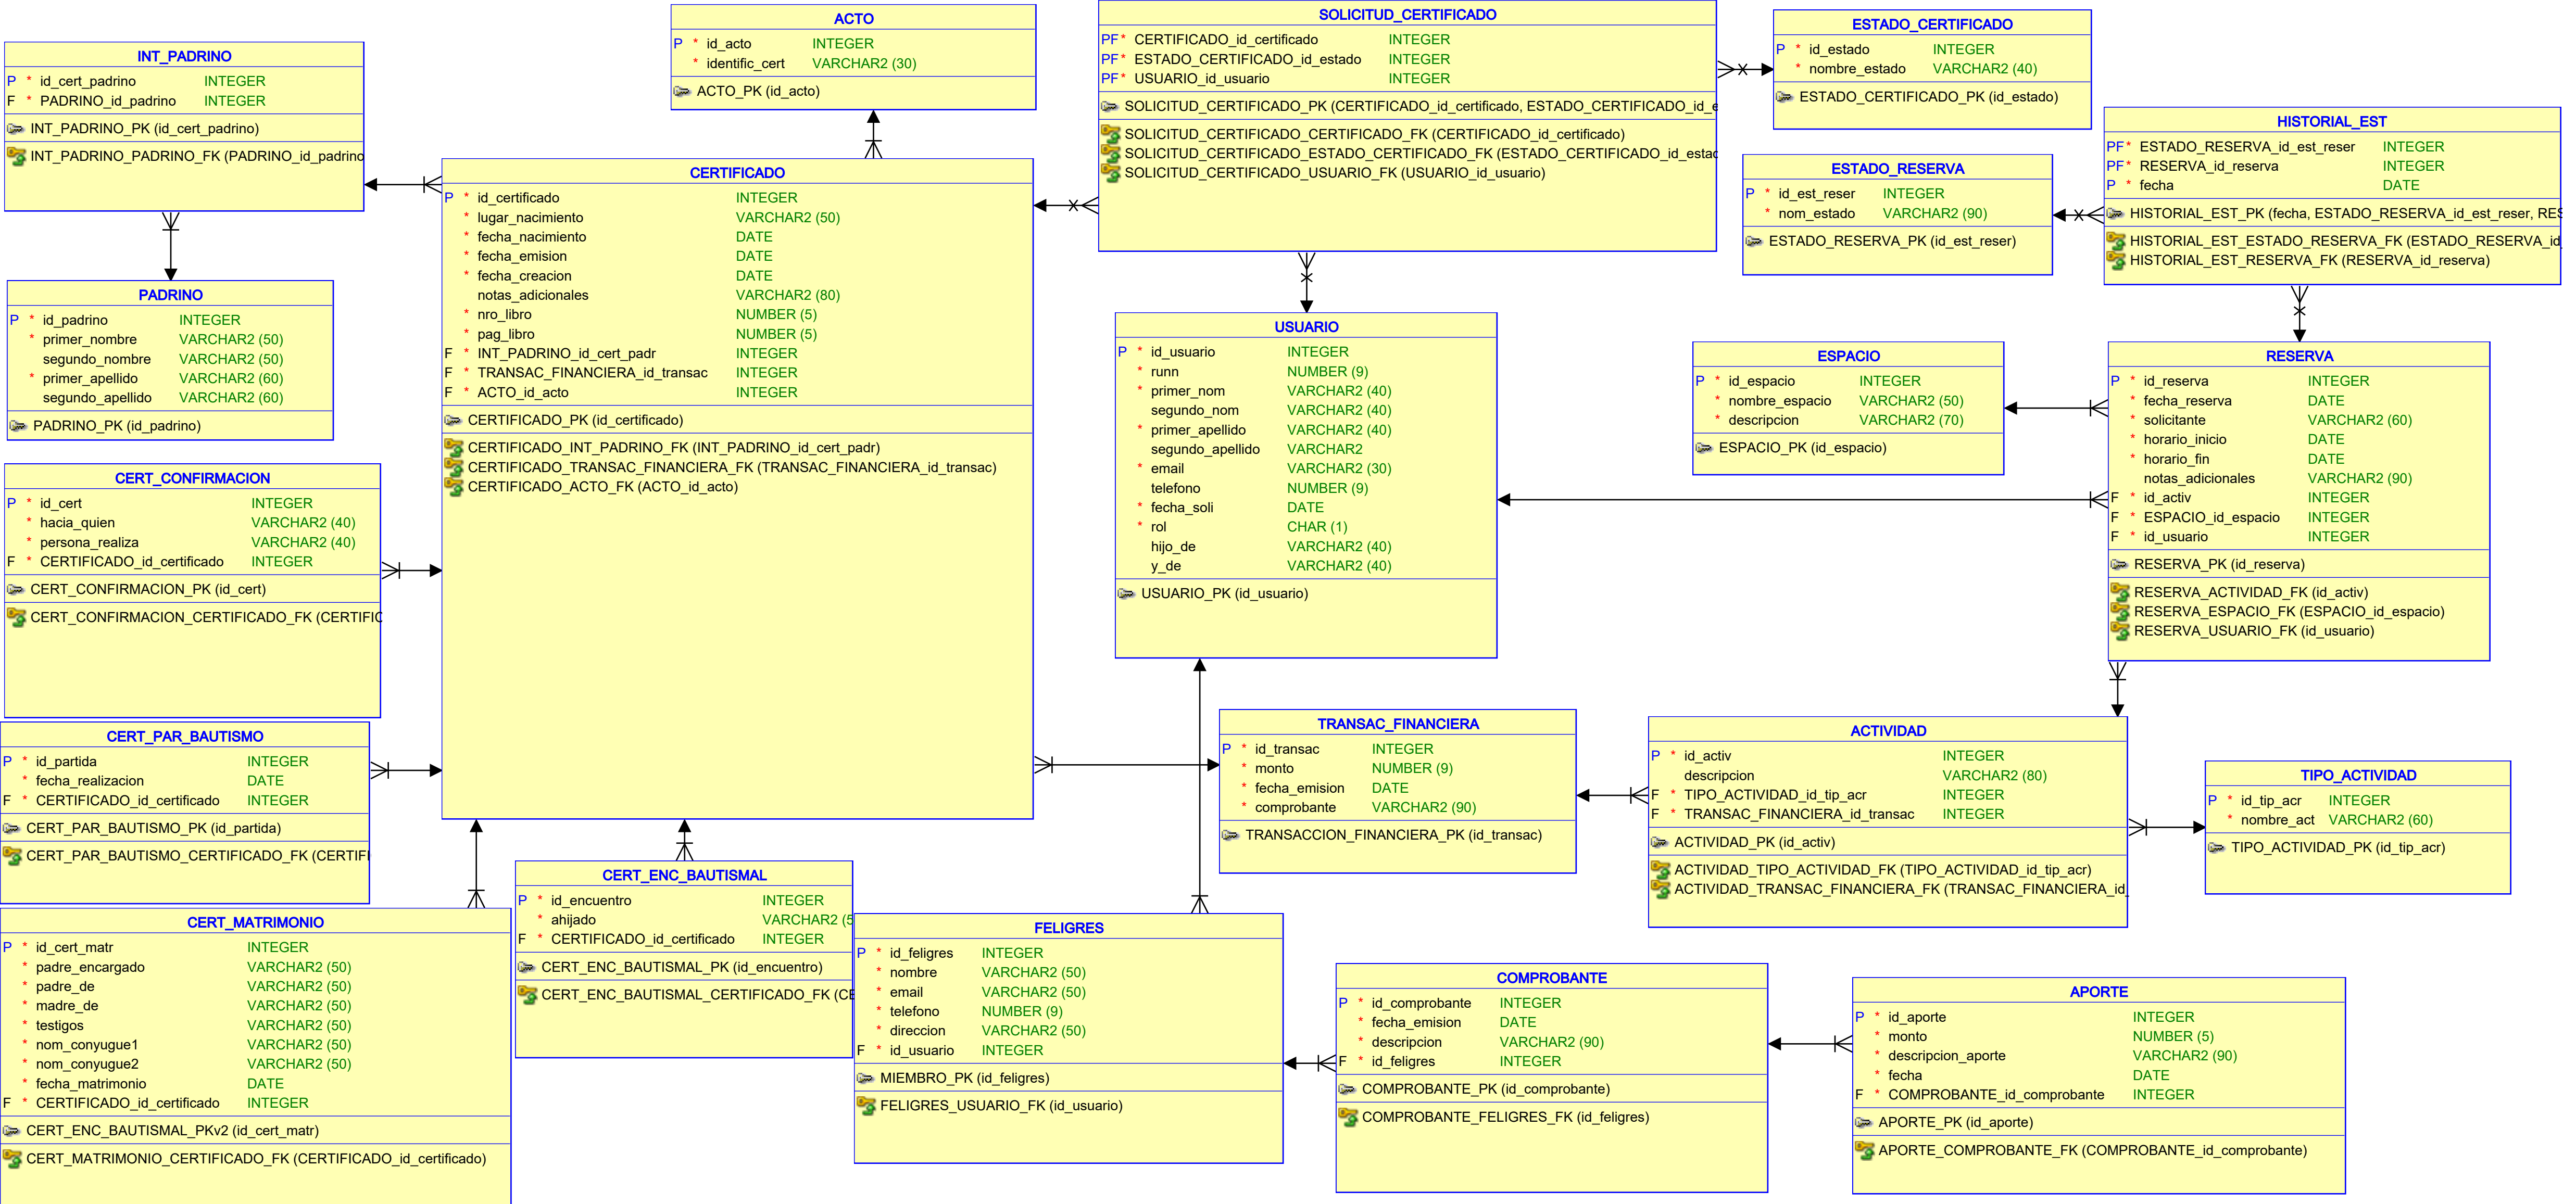 INT_PADRINO
P * id_cert_padrino INTEGER
F * PADRINO_id_padrino INTEGER
INT_PADRINO_PK (id_cert_padrino)
INT_PADRINO_PADRINO_FK (PADRINO_id_padrino
ACTO
P * id_acto INTEGER
* identific_cert VARCHAR2 (30)
ACTO_PK (id_acto)
SOLICITUD_CERTIFICADO
PF* CERTIFICADO_id_certificado INTEGER
PF* ESTADO_CERTIFICADO_id_estado INTEGER
PF* USUARIO_id_usuario INTEGER
SOLICITUD_CERTIFICADO_PK (CERTIFICADO_id_certificado, ESTADO_CERTIFICADO_id_e
SOLICITUD_CERTIFICADO_CERTIFICADO_FK (CERTIFICADO_id_certificado)
SOLICITUD_CERTIFICADO_ESTADO_CERTIFICADO_FK (ESTADO_CERTIFICADO_id_estad
SOLICITUD_CERTIFICADO_USUARIO_FK (USUARIO_id_usuario)
ESTADO_CERTIFICADO
P * id_estado INTEGER
* nombre_estado VARCHAR2 (40)
ESTADO_CERTIFICADO_PK (id_estado)
HISTORIAL_EST
PF* ESTADO_RESERVA_id_est_reser INTEGER
PF* RESERVA_id_reserva INTEGER
P * fecha DATE
HISTORIAL_EST_PK (fecha, ESTADO_RESERVA_id_est_reser, RES
HISTORIAL_EST_ESTADO_RESERVA_FK (ESTADO_RESERVA_id
HISTORIAL_EST_RESERVA_FK (RESERVA_id_reserva)
ESTADO_RESERVA
P * id_est_reser INTEGER
* nom_estado VARCHAR2 (90)
ESTADO_RESERVA_PK (id_est_reser)
CERTIFICADO
P * id_certificado INTEGER
* lugar_nacimiento VARCHAR2 (50)
* fecha_nacimiento DATE
* fecha_emision DATE
* fecha_creacion DATE
notas_adicionales VARCHAR2 (80)
* nro_libro NUMBER (5)
* pag_libro NUMBER (5)
F * INT_PADRINO_id_cert_padr INTEGER
F * TRANSAC_FINANCIERA_id_transac INTEGER
F * ACTO_id_acto INTEGER
CERTIFICADO_PK (id_certificado)
CERTIFICADO_INT_PADRINO_FK (INT_PADRINO_id_cert_padr)
CERTIFICADO_TRANSAC_FINANCIERA_FK (TRANSAC_FINANCIERA_id_transac)
CERTIFICADO_ACTO_FK (ACTO_id_acto)
PADRINO
P * id_padrino INTEGER
* primer_nombre VARCHAR2 (50)
segundo_nombre VARCHAR2 (50)
* primer_apellido VARCHAR2 (60)
segundo_apellido VARCHAR2 (60)
PADRINO_PK (id_padrino)
USUARIO
P * id_usuario INTEGER
* runn NUMBER (9)
* primer_nom VARCHAR2 (40)
segundo_nom VARCHAR2 (40)
* primer_apellido VARCHAR2 (40)
segundo_apellido VARCHAR2
* email VARCHAR2 (30)
telefono NUMBER (9)
* fecha_soli DATE
* rol CHAR (1)
hijo_de VARCHAR2 (40)
y_de VARCHAR2 (40)
USUARIO_PK (id_usuario)
ESPACIO
P * id_espacio INTEGER
* nombre_espacio VARCHAR2 (50)
* descripcion VARCHAR2 (70)
ESPACIO_PK (id_espacio)
RESERVA
P * id_reserva INTEGER
* fecha_reserva DATE
* solicitante VARCHAR2 (60)
* horario_inicio DATE
* horario_fin DATE
notas_adicionales VARCHAR2 (90)
F * id_activ INTEGER
F * ESPACIO_id_espacio INTEGER
F * id_usuario INTEGER
RESERVA_PK (id_reserva)
RESERVA_ACTIVIDAD_FK (id_activ)
RESERVA_ESPACIO_FK (ESPACIO_id_espacio)
RESERVA_USUARIO_FK (id_usuario)
CERT_CONFIRMACION
P * id_cert INTEGER
* hacia_quien VARCHAR2 (40)
* persona_realiza VARCHAR2 (40)
F * CERTIFICADO_id_certificado INTEGER
CERT_CONFIRMACION_PK (id_cert)
CERT_CONFIRMACION_CERTIFICADO_FK (CERTIFIC
CERT_PAR_BAUTISMO
P * id_partida INTEGER
* fecha_realizacion DATE
F * CERTIFICADO_id_certificado INTEGER
CERT_PAR_BAUTISMO_PK (id_partida)
CERT_PAR_BAUTISMO_CERTIFICADO_FK (CERTIFI
TRANSAC_FINANCIERA
P * id_transac INTEGER
* monto NUMBER (9)
* fecha_emision DATE
* comprobante VARCHAR2 (90)
TRANSACCION_FINANCIERA_PK (id_transac)
ACTIVIDAD
P * id_activ INTEGER
descripcion VARCHAR2 (80)
F * TIPO_ACTIVIDAD_id_tip_acr INTEGER
F * TRANSAC_FINANCIERA_id_transac INTEGER
ACTIVIDAD_PK (id_activ)
ACTIVIDAD_TIPO_ACTIVIDAD_FK (TIPO_ACTIVIDAD_id_tip_acr)
ACTIVIDAD_TRANSAC_FINANCIERA_FK (TRANSAC_FINANCIERA_id_
TIPO_ACTIVIDAD
P * id_tip_acr INTEGER
* nombre_act VARCHAR2 (60)
TIPO_ACTIVIDAD_PK (id_tip_acr)
CERT_MATRIMONIO
P * id_cert_matr INTEGER
* padre_encargado VARCHAR2 (50)
* padre_de VARCHAR2 (50)
* madre_de VARCHAR2 (50)
* testigos VARCHAR2 (50)
* nom_conyugue1 VARCHAR2 (50)
* nom_conyugue2 VARCHAR2 (50)
* fecha_matrimonio DATE
F * CERTIFICADO_id_certificado INTEGER
CERT_ENC_BAUTISMAL_PKv2 (id_cert_matr)
CERT_MATRIMONIO_CERTIFICADO_FK (CERTIFICADO_id_certificado)
CERT_ENC_BAUTISMAL
P * id_encuentro INTEGER
* ahijado VARCHAR2 (5
F * CERTIFICADO_id_certificado INTEGER
CERT_ENC_BAUTISMAL_PK (id_encuentro)
CERT_ENC_BAUTISMAL_CERTIFICADO_FK (CE
FELIGRES
P * id_feligres INTEGER
* nombre VARCHAR2 (50)
* email VARCHAR2 (50)
* telefono NUMBER (9)
* direccion VARCHAR2 (50)
F * id_usuario INTEGER
MIEMBRO_PK (id_feligres)
FELIGRES_USUARIO_FK (id_usuario)
COMPROBANTE
P * id_comprobante INTEGER
* fecha_emision DATE
* descripcion VARCHAR2 (90)
F * id_feligres INTEGER
COMPROBANTE_PK (id_comprobante)
COMPROBANTE_FELIGRES_FK (id_feligres)
APORTE
P * id_aporte INTEGER
* monto NUMBER (5)
* descripcion_aporte VARCHAR2 (90)
* fecha DATE
F * COMPROBANTE_id_comprobante INTEGER
APORTE_PK (id_aporte)
APORTE_COMPROBANTE_FK (COMPROBANTE_id_comprobante)